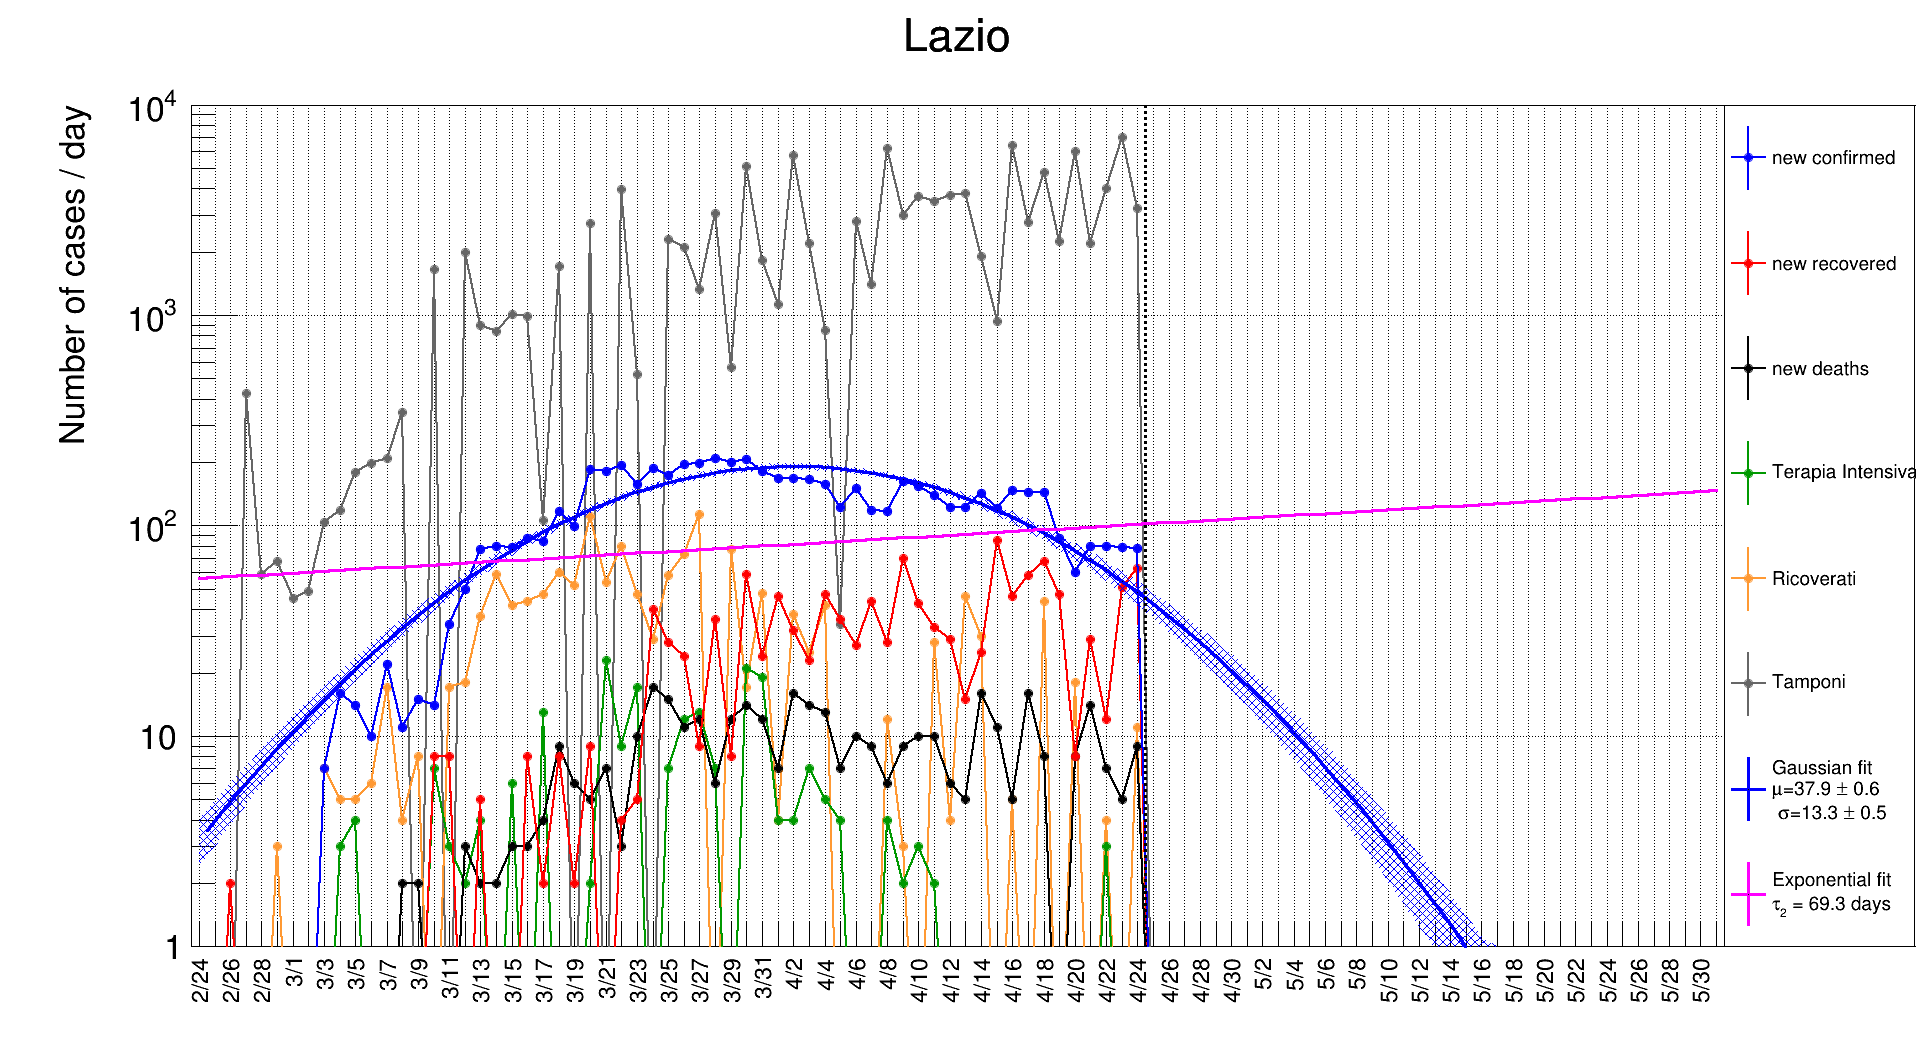 Lazio
Number of cases / day
10^4
10^3
10^2
10
1
2/24 2/26 2/28 3/1 3/3 3/5 3/7 3/9 3/11 3/13 3/15 3/17 3/19 3/21 3/23 3/25 3/27 3/29 3/31 4/2 4/4 4/6 4/8 4/10 4/12 4/14 4/16 4/18 4/20 4/22 4/24 4/26 4/28 4/30 5/2 5/4 5/6 5/8 5/10 5/12 5/14 5/16 5/18 5/20 5/22 5/24 5/26 5/28 5/30
new confirmed
new recovered
new deaths
Terapia Intensiva
Ricoverati
Tamponi
Gaussian fit
μ=37.9 ± 0.6
σ=13.3 ± 0.5
Exponential fit
τ₂ = 69.3 days